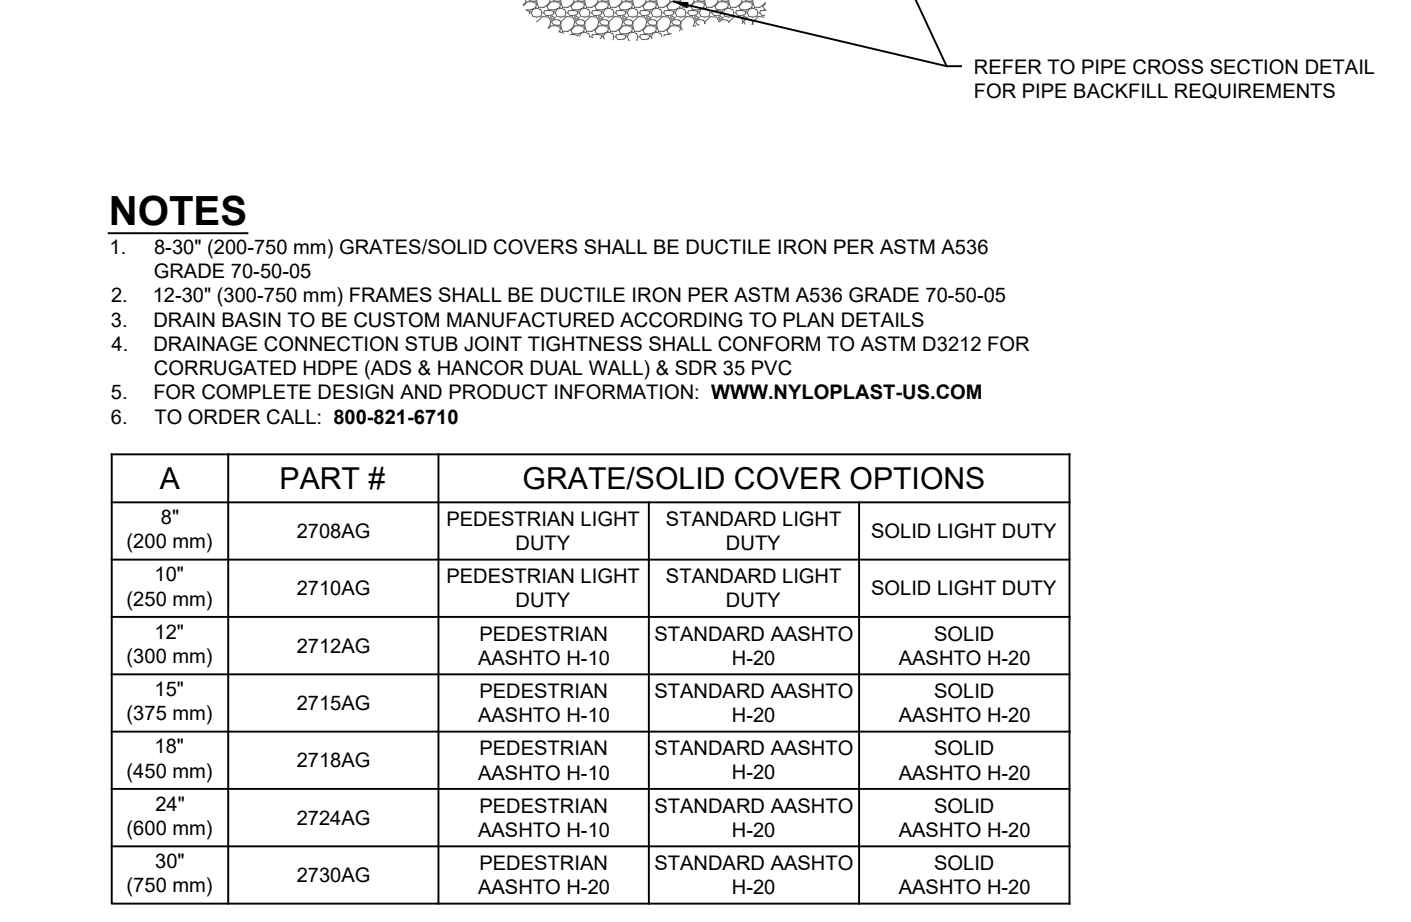 REFER TO PIPE CROSS SECTION DETAIL
FOR PIPE BACKFILL REQUIREMENTS
NOTES
1. 8-30" (200-750 mm) GRATES/SOLID COVERS SHALL BE DUCTILE IRON PER ASTM A536
GRADE 70-50-05
2. 12-30" (300-750 mm) FRAMES SHALL BE DUCTILE IRON PER ASTM A536 GRADE 70-50-05
3. DRAIN BASIN TO BE CUSTOM MANUFACTURED ACCORDING TO PLAN DETAILS
4. DRAINAGE CONNECTION STUB JOINT TIGHTNESS SHALL CONFORM TO ASTM D3212 FOR
CORRUGATED HDPE (ADS & HANCOR DUAL WALL) & SDR 35 PVC
5. FOR COMPLETE DESIGN AND PRODUCT INFORMATION: WWW.NYLOPLAST-US.COM
6. TO ORDER CALL: 800-821-6710
A PART # GRATE/SOLID COVER OPTIONS
8" PEDESTRIAN LIGHT STANDARD LIGHT
(200 mm) 2708AG DUTY DUTY SOLID LIGHT DUTY
10" PEDESTRIAN LIGHT STANDARD LIGHT
(250 mm) 2710AG DUTY DUTY SOLID LIGHT DUTY
12" PEDESTRIAN STANDARD AASHTO SOLID
(300 mm) 2712AG AASHTO H-10 H-20 AASHTO H-20
15" PEDESTRIAN STANDARD AASHTO SOLID
(375 mm) 2715AG AASHTO H-10 H-20 AASHTO H-20
18" PEDESTRIAN STANDARD AASHTO SOLID
(450 mm) 2718AG AASHTO H-10 H-20 AASHTO H-20
24" PEDESTRIAN STANDARD AASHTO SOLID
(600 mm) 2724AG AASHTO H-10 H-20 AASHTO H-20
30" PEDESTRIAN STANDARD AASHTO SOLID
(750 mm) 2730AG AASHTO H-20 H-20 AASHTO H-20